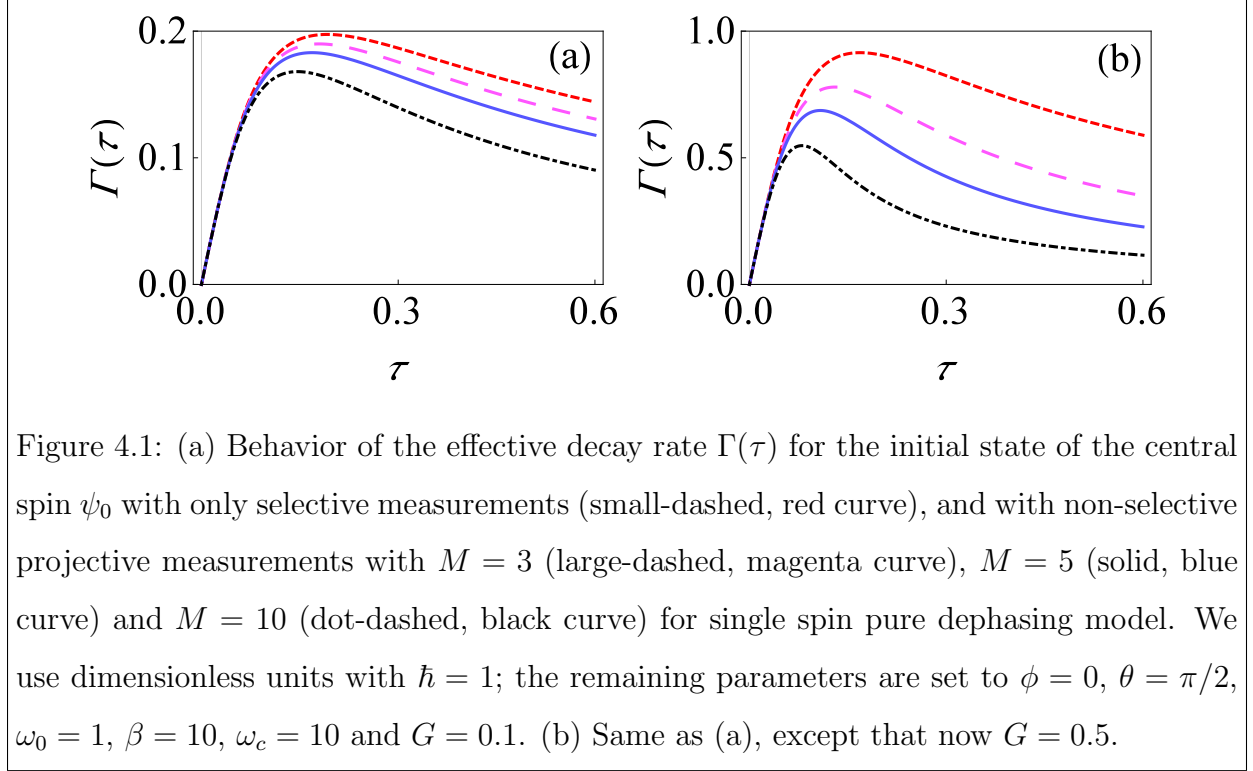 0.2
(a)
0.1
Γ(τ)
0.0
0.0 0.3 0.6
τ
1.0
(b)
0.5
Γ(τ)
0.0
0.0 0.3 0.6
τ
Figure 4.1: (a) Behavior of the effective decay rate Γ(τ) for the initial state of the central
spin ψ₀ with only selective measurements (small-dashed, red curve), and with non-selective
projective measurements with M = 3 (large-dashed, magenta curve), M = 5 (solid, blue
curve) and M = 10 (dot-dashed, black curve) for single spin pure dephasing model. We
use dimensionless units with ℏ = 1; the remaining parameters are set to ϕ = 0, θ = π/2,
ω₀ = 1, β = 10, ω_c = 10 and G = 0.1. (b) Same as (a), except that now G = 0.5.